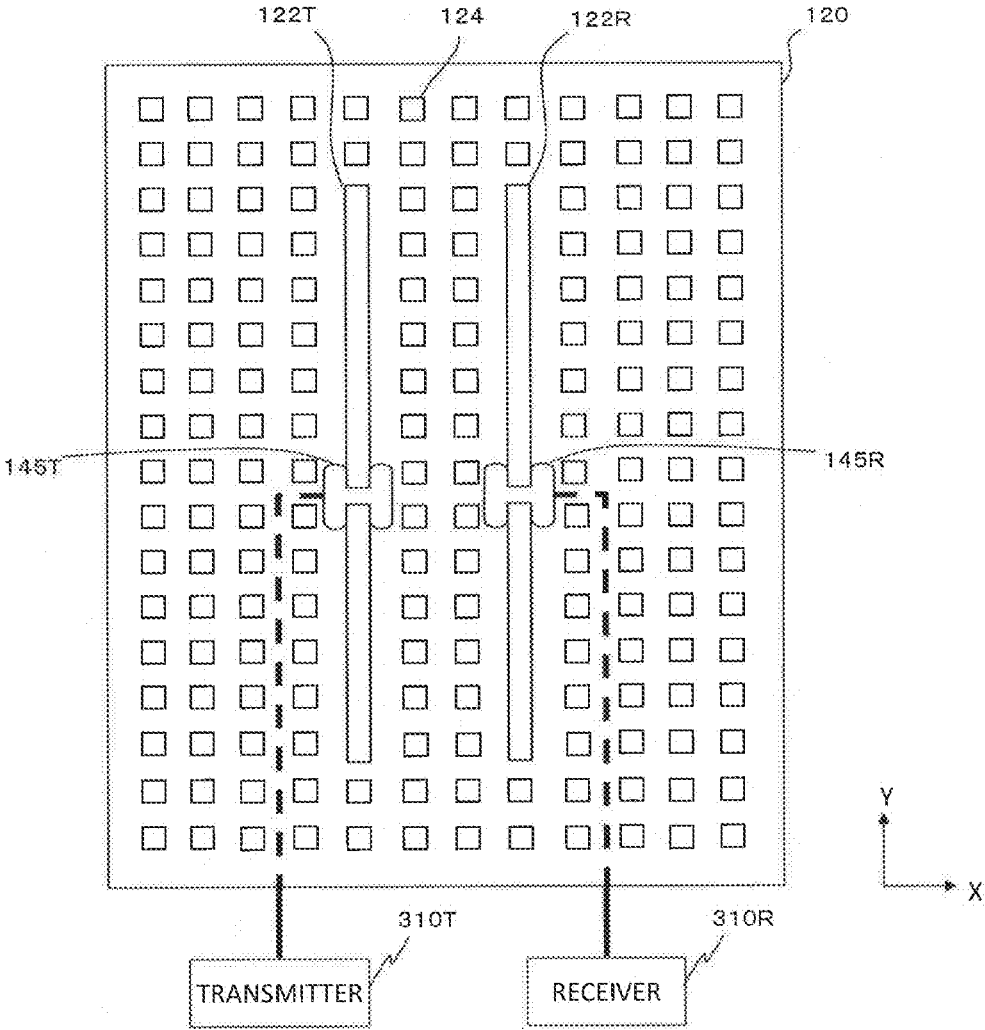 122T 124 122R 120
145T 145R
Y
X
310T 310R
TRANSMITTER RECEIVER